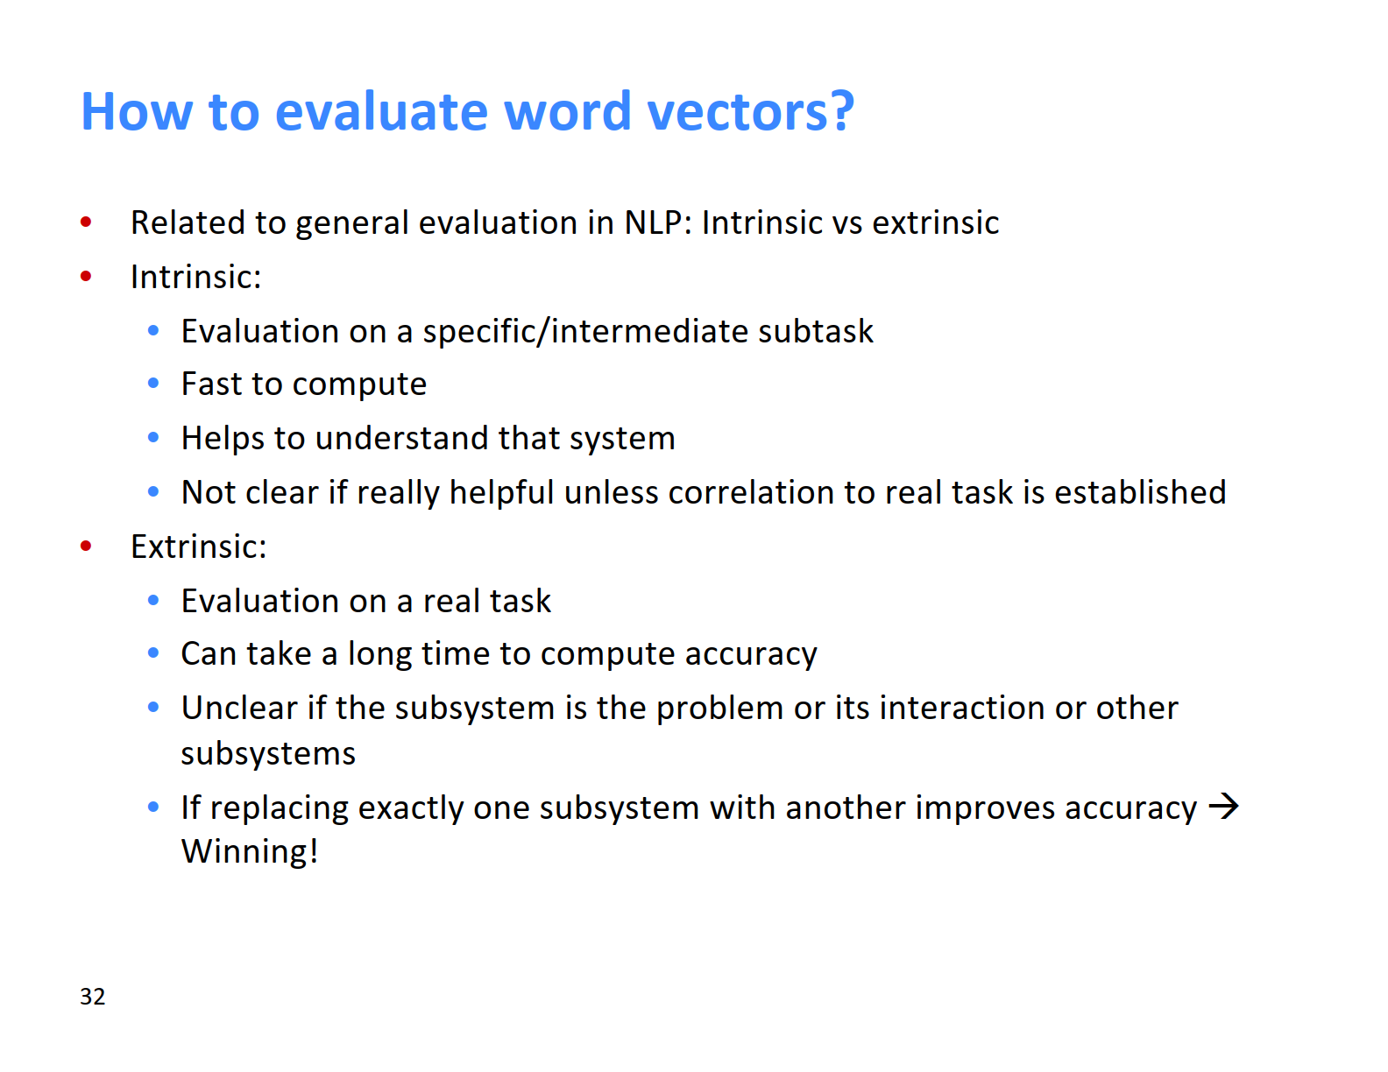 How to evaluate word vectors?
• Related to general evaluation in NLP: Intrinsic vs extrinsic
• Intrinsic:
• Evaluation on a specific/intermediate subtask
• Fast to compute
• Helps to understand that system
• Not clear if really helpful unless correlation to real task is established
• Extrinsic:
• Evaluation on a real task
• Can take a long time to compute accuracy
• Unclear if the subsystem is the problem or its interaction or other
subsystems
• If replacing exactly one subsystem with another improves accuracy →
Winning!
32